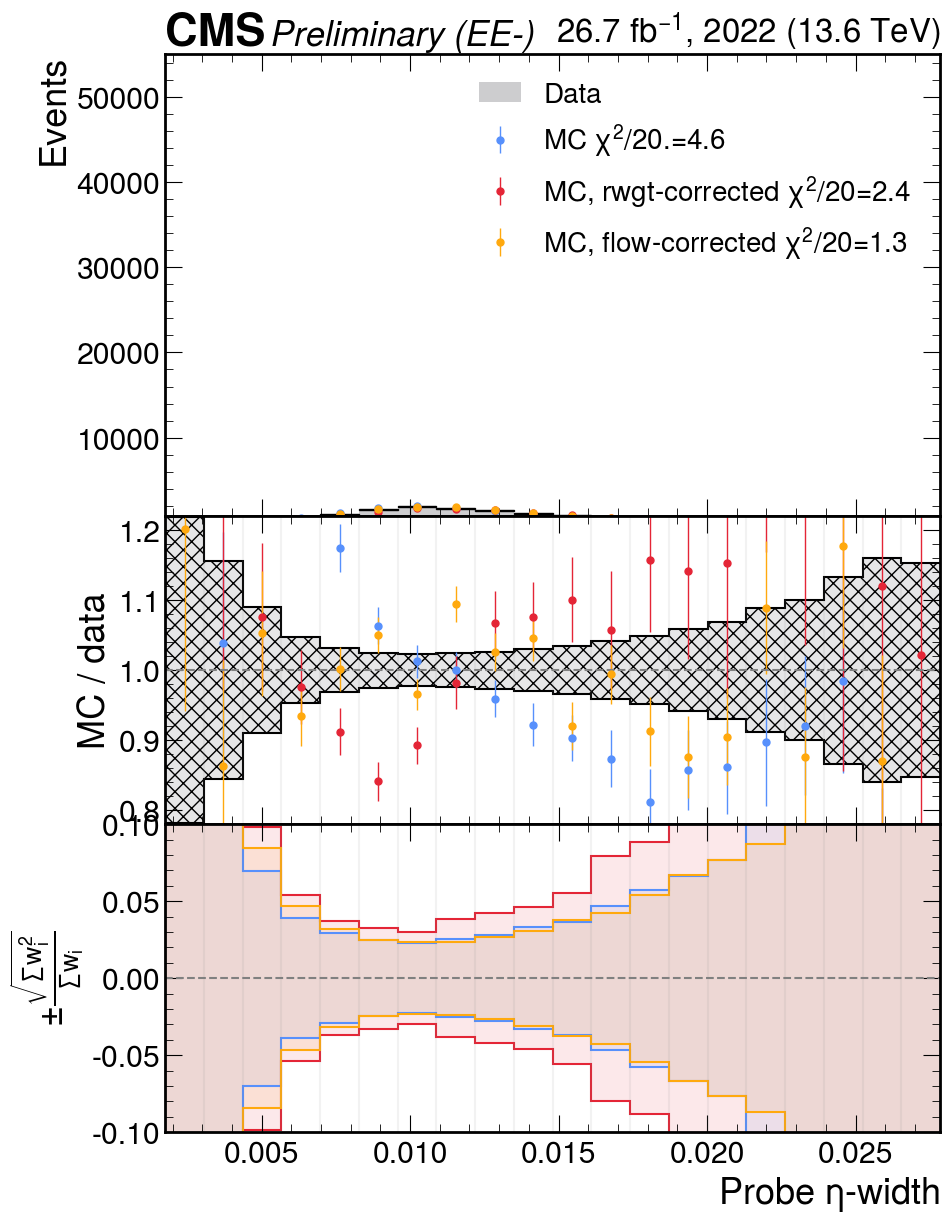 CMS Preliminary (EE-) 26.7 fb⁻¹, 2022 (13.6 TeV)
Events
50000
40000
30000
20000
10000
Data
MC χ²/20.=4.6
MC, rwgt-corrected χ²/20=2.4
MC, flow-corrected χ²/20=1.3
MC / data
1.2
1.1
1.0
0.9
0.8
±√Σwᵢ²/Σwᵢ
0.10
0.05
0.00
-0.05
-0.10
0.005 0.010 0.015 0.020 0.025
Probe η-width